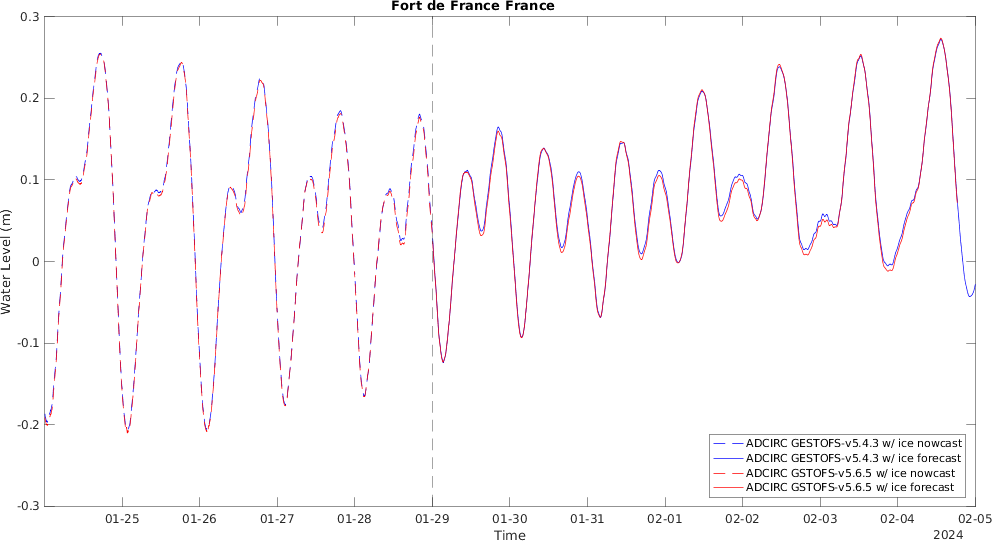 Fort de France France
0.3
0.2
0.1
0
-0.1
-0.2
-0.3
Water Level (m)
01-25 01-26 01-27 01-28 01-29 01-30 01-31 02-01 02-02 02-03 02-04 02-05
Time
2024
ADCIRC GESTOFS-v5.4.3 w/ ice nowcast
ADCIRC GESTOFS-v5.4.3 w/ ice forecast
ADCIRC GSTOFS-v5.6.5 w/ ice nowcast
ADCIRC GSTOFS-v5.6.5 w/ ice forecast